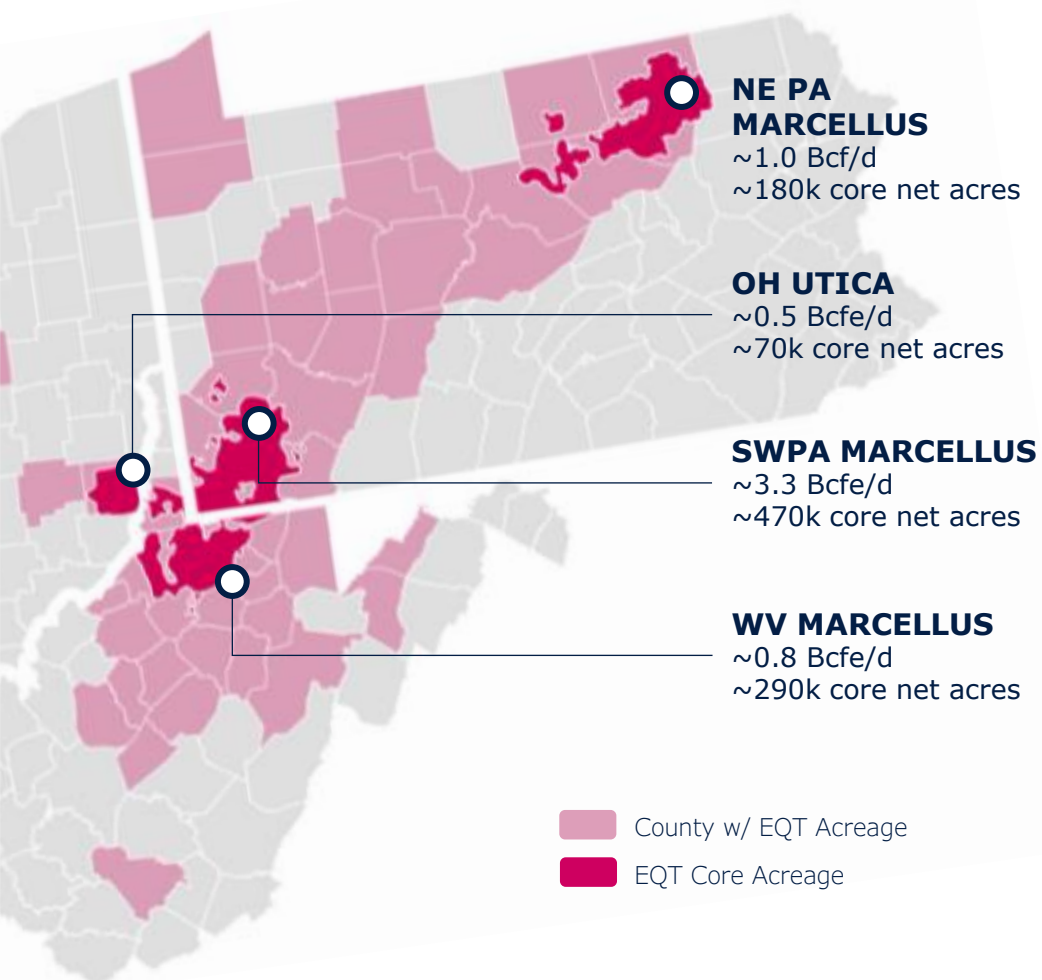 NE PA
MARCELLUS
~1.0 Bcf/d
~180k core net acres
OH UTICA
~0.5 Bcfe/d
~70k core net acres
SWPA MARCELLUS
~3.3 Bcfe/d
~470k core net acres
WV MARCELLUS
~0.8 Bcfe/d
~290k core net acres
County w/ EQT Acreage
EQT Core Acreage